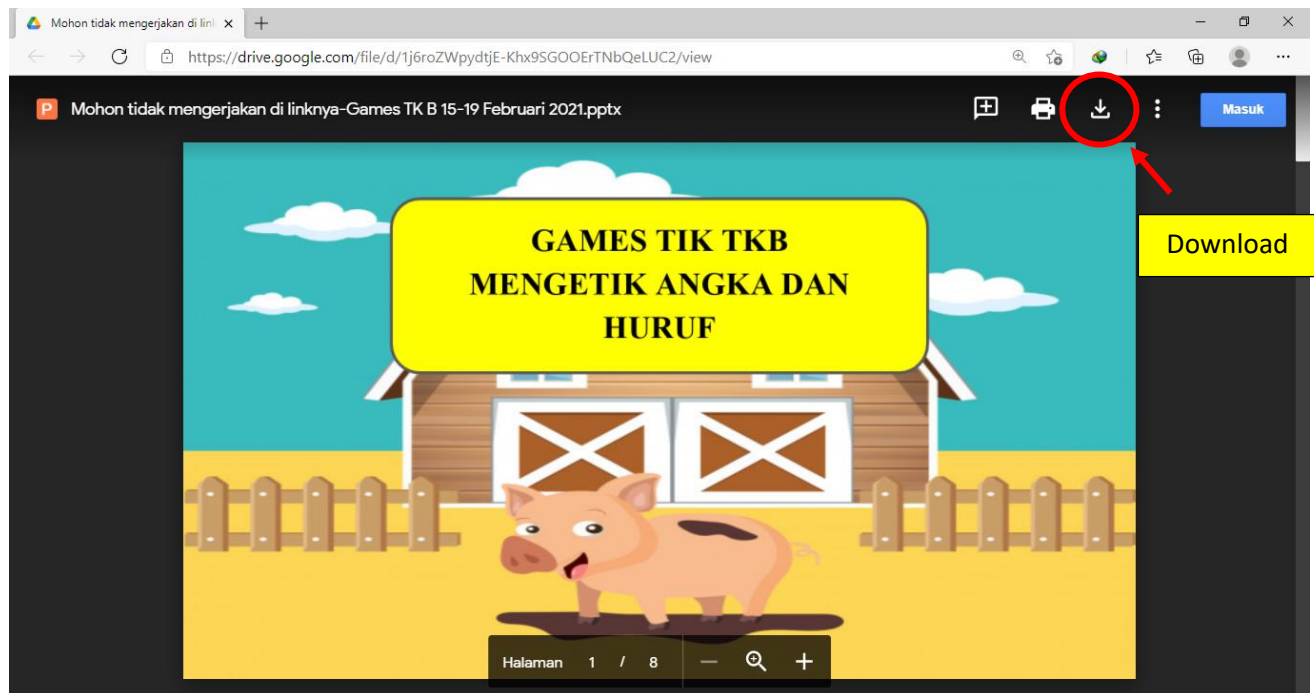 Mohon tidak mengerjakan di lin
https://drive.google.com/file/d/1j6roZWpydtjE-Khx9SGOOErTNbQeLUC2/view
P Mohon tidak mengerjakan di linknya-Games TK B 15-19 Februari 2021.pptx
Masuk
Download
GAMES TIK TKB
MENGETIK ANGKA DAN
HURUF
Halaman 1 / 8